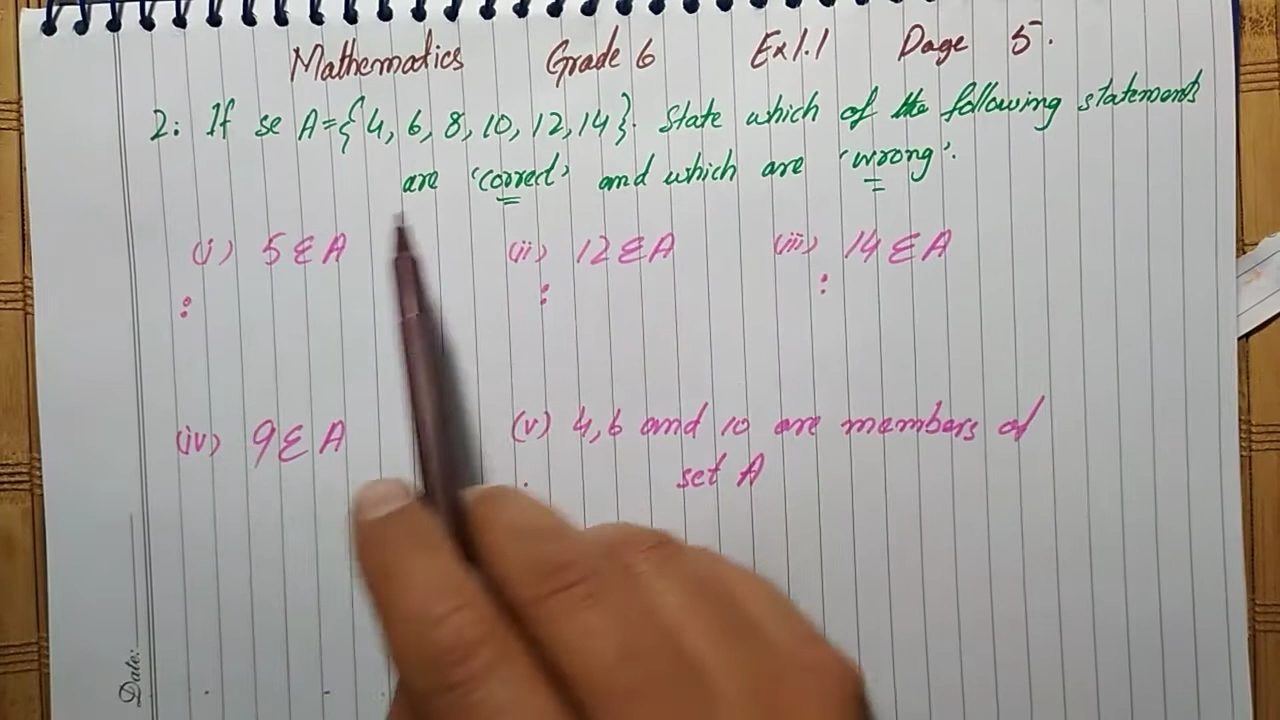 Mathematics Grade 6 Ex 1.1 Page 5.
2: If se A={4, 6, 8, 10, 12, 14}. State which of the following statements
are 'correct' and which are 'wrong'.
(i) 5 ∈ A (ii) 12 ∈ A (iii) 14 ∈ A
: : :
(iv) 9 ∈ A (v) 4, 6 and 10 are members of
set A
Date: